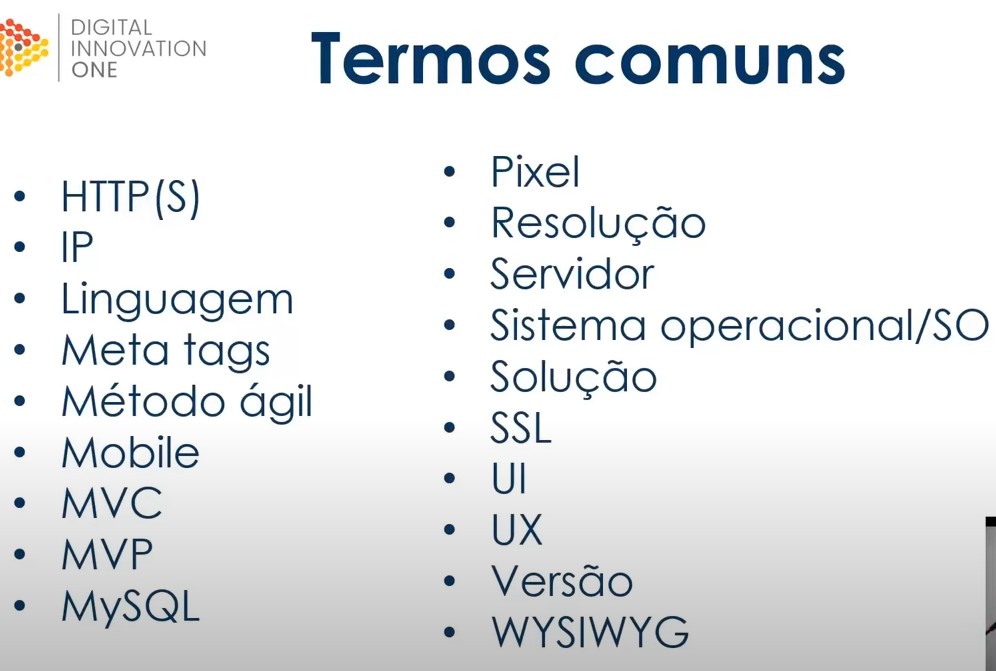 DIGITAL
INNOVATION
ONE
Termos comuns
• HTTP(S)
• IP
• Linguagem
• Meta tags
• Método ágil
• Mobile
• MVC
• MVP
• MySQL
• Pixel
• Resolução
• Servidor
• Sistema operacional/SO
• Solução
• SSL
• UI
• UX
• Versão
• WYSIWYG